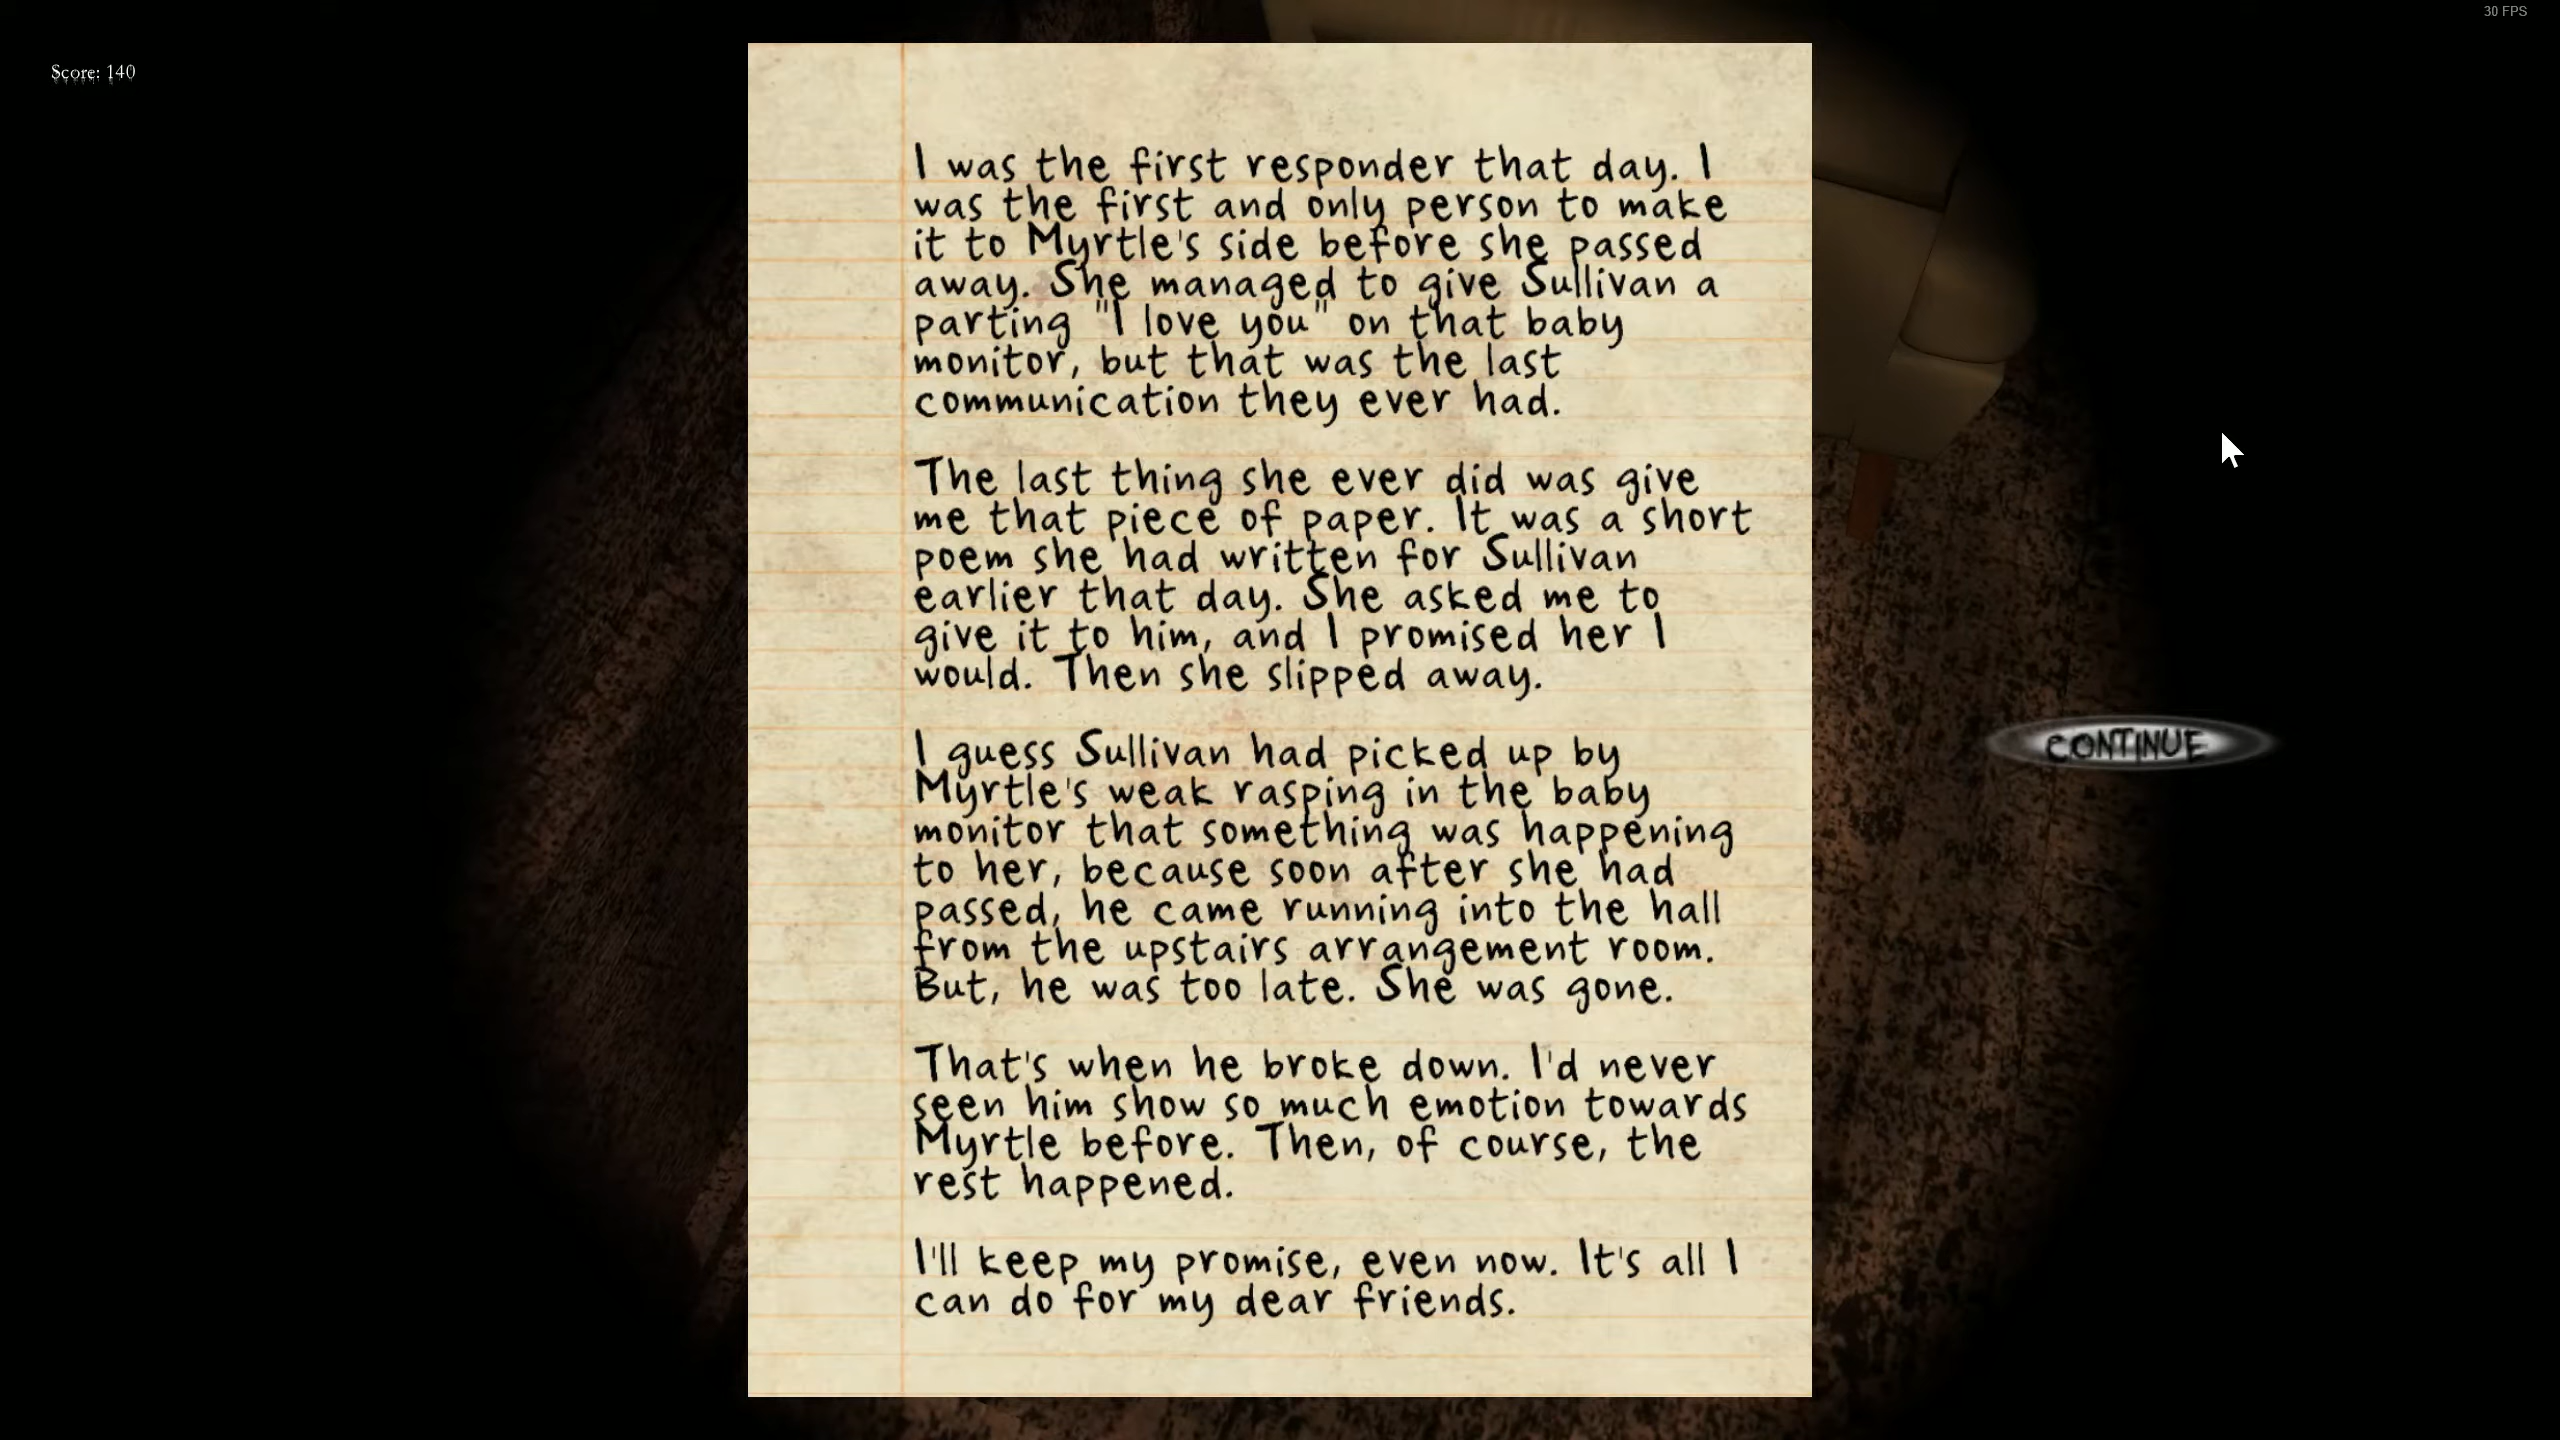 30 FPS
Score: 140
I was the first responder that day. I
was the first and only person to make
it to Myrtle's side before she passed
away. She managed to give Sullivan a
parting "I love you" on that baby
monitor, but that was the last
communication they ever had.
The last thing she ever did was give
me that piece of paper. It was a short
poem she had written for Sullivan
earlier that day. She asked me to
give it to him, and I promised her I
would. Then she slipped away.
I guess Sullivan had picked up by
Myrtle's weak rasping in the baby
monitor that something was happening
to her, because soon after she had
passed, he came running into the hall
from the upstairs arrangement room.
But, he was too late. She was gone.
That's when he broke down. I'd never
seen him show so much emotion towards
Myrtle before. Then, of course, the
rest happened.
I'll keep my promise, even now. It's all I
can do for my dear friends.
CONTINUE